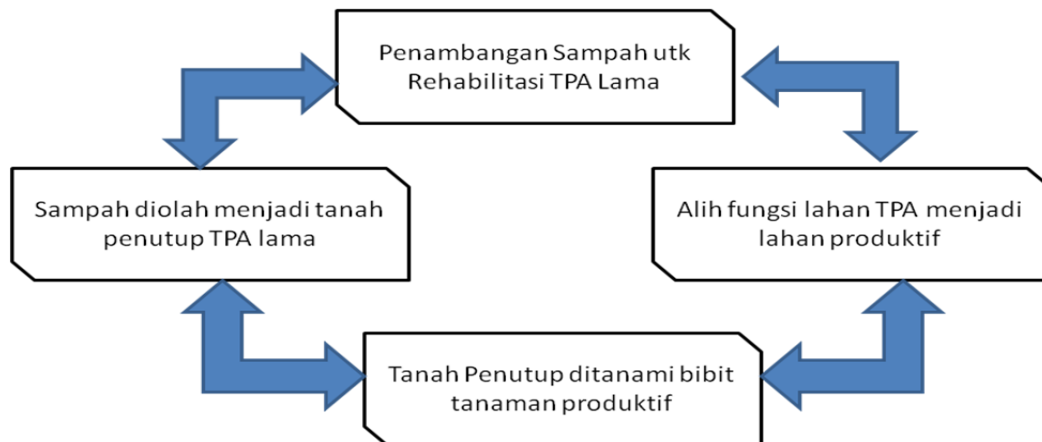 Penambangan Sampah utk
Rehabilitasi TPA Lama
Sampah diolah menjadi tanah
penutup TPA lama
Alih fungsi lahan TPA menjadi
lahan produktif
Tanah Penutup ditanami bibit
tanaman produktif